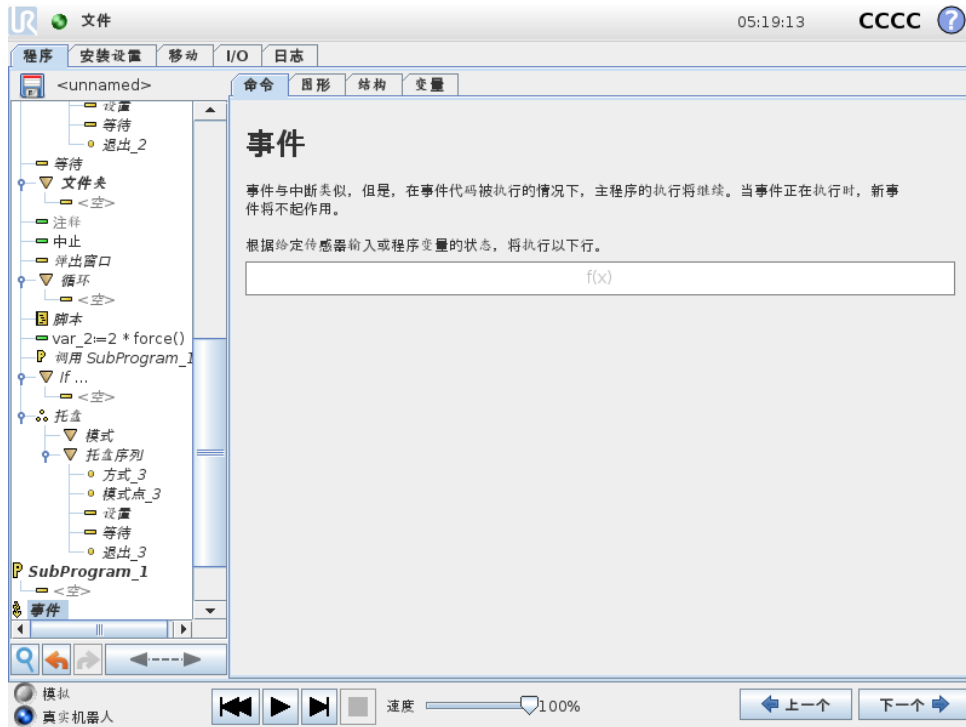 UR 文件 05:19:13 CCCC ?
程序 安装设置 移动 I/O 日志
<unnamed>
命令 图形 结构 变量
设置
等待
退出_2
等待
文件夹
<空>
注释
中止
弹出窗口
循环
<空>
脚本
var_2:=2 * force()
调用 SubProgram_1
If ...
<空>
托盘
模式
托盘序列
方式_3
模式点_3
设置
等待
退出_3
SubProgram_1
<空>
事件
事件
事件与中断类似，但是，在事件代码被执行的情况下，主程序的执行将继续。当事件正在执行时，新事
件将不起作用。
根据给定传感器输入或程序变量的状态，将执行以下行。
f(x)
模拟
真实机器人
速度 100%
上一个 下一个